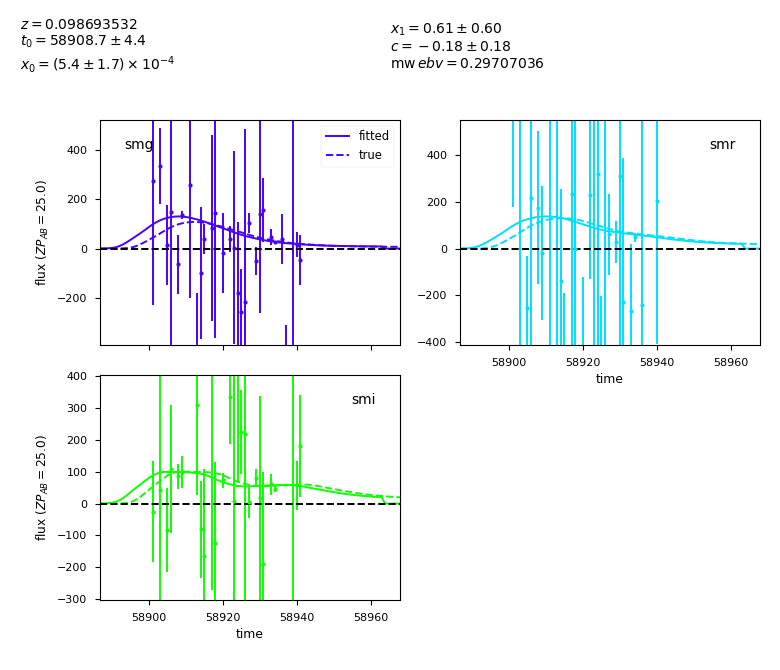 z = 0.098693532
t₀ = 58908.7 ± 4.4
x₀ = (5.4 ± 1.7) × 10⁻⁴
x₁ = 0.61 ± 0.60
c = −0.18 ± 0.18
mw ebv = 0.29707036
smg
fitted
true
400
200
0
−200
flux (ZP_AB = 25.0)
smr
400
200
0
−200
−400
58900 58920 58940 58960
time
smi
400
300
200
100
0
−100
−200
−300
flux (ZP_AB = 25.0)
58900 58920 58940 58960
time